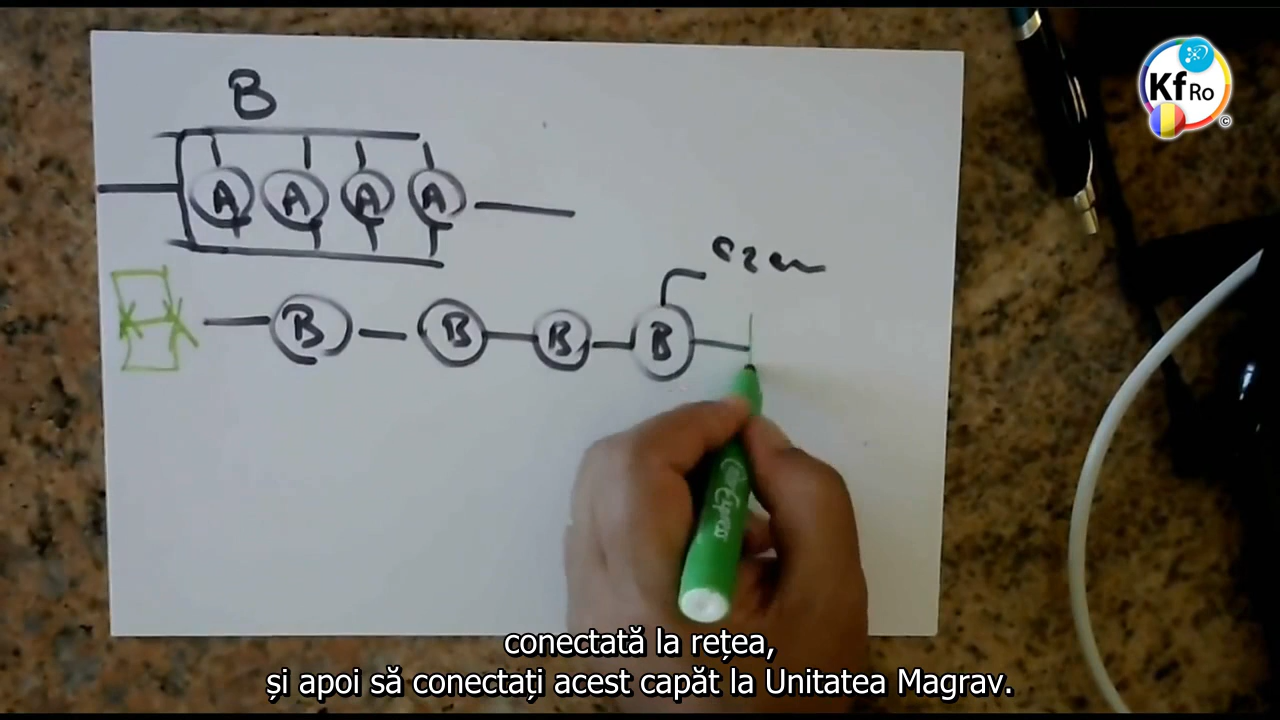 B
Kf Ro
©
A A A A
B B B B
conectată la rețea,
și apoi să conectați acest capăt la Unitatea Magrav.